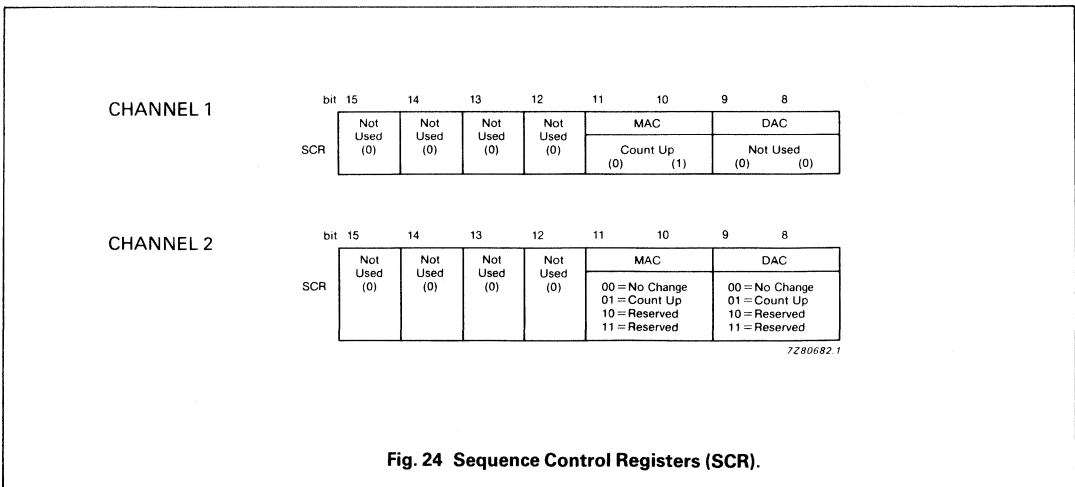 CHANNEL 1
bit 15 14 13 12 11 10 9 8
SCR
Not Used (0)
Not Used (0)
Not Used (0)
Not Used (0)
MAC
Count Up
(0) (1)
DAC
Not Used
(0) (0)
CHANNEL 2
bit 15 14 13 12 11 10 9 8
SCR
Not Used (0)
Not Used (0)
Not Used (0)
Not Used (0)
MAC
00 = No Change
01 = Count Up
10 = Reserved
11 = Reserved
DAC
00 = No Change
01 = Count Up
10 = Reserved
11 = Reserved
7Z80682.1
Fig. 24 Sequence Control Registers (SCR).